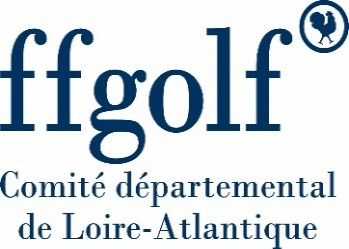 ffgolf
Comité départemental
de Loire-Atlantique